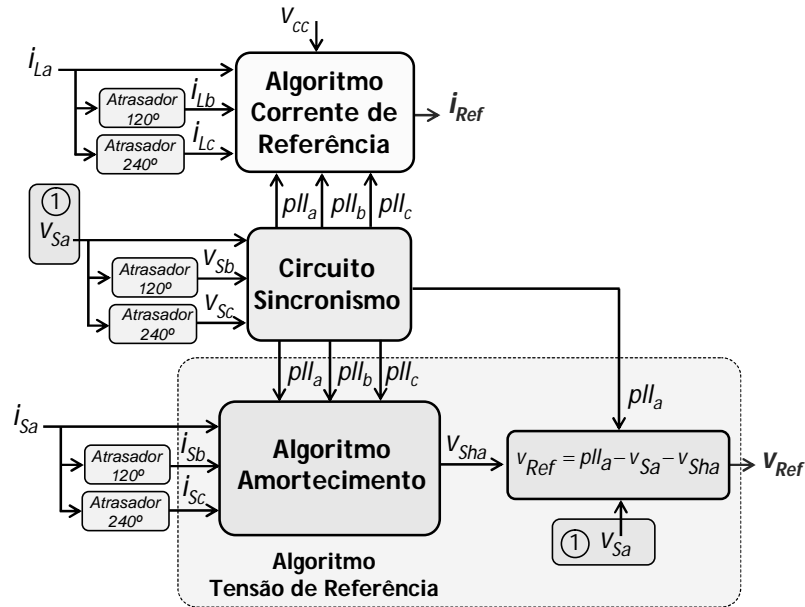 v_cc
i_La
Atrasador
120º
i_Lb
Atrasador
240º
i_Lc
Algoritmo
Corrente de
Referência
i_Ref
pll_a pll_b pll_c
1
v_Sa
Atrasador
120º
v_Sb
Atrasador
240º
v_Sc
Circuito
Sincronismo
pll_a pll_b pll_c
pll_a
i_Sa
Atrasador
120º
i_Sb
Atrasador
240º
i_Sc
Algoritmo
Amortecimento
v_Sha
v_Ref = pll_a – v_Sa – v_Sha
v_Ref
1 v_Sa
Algoritmo
Tensão de Referência